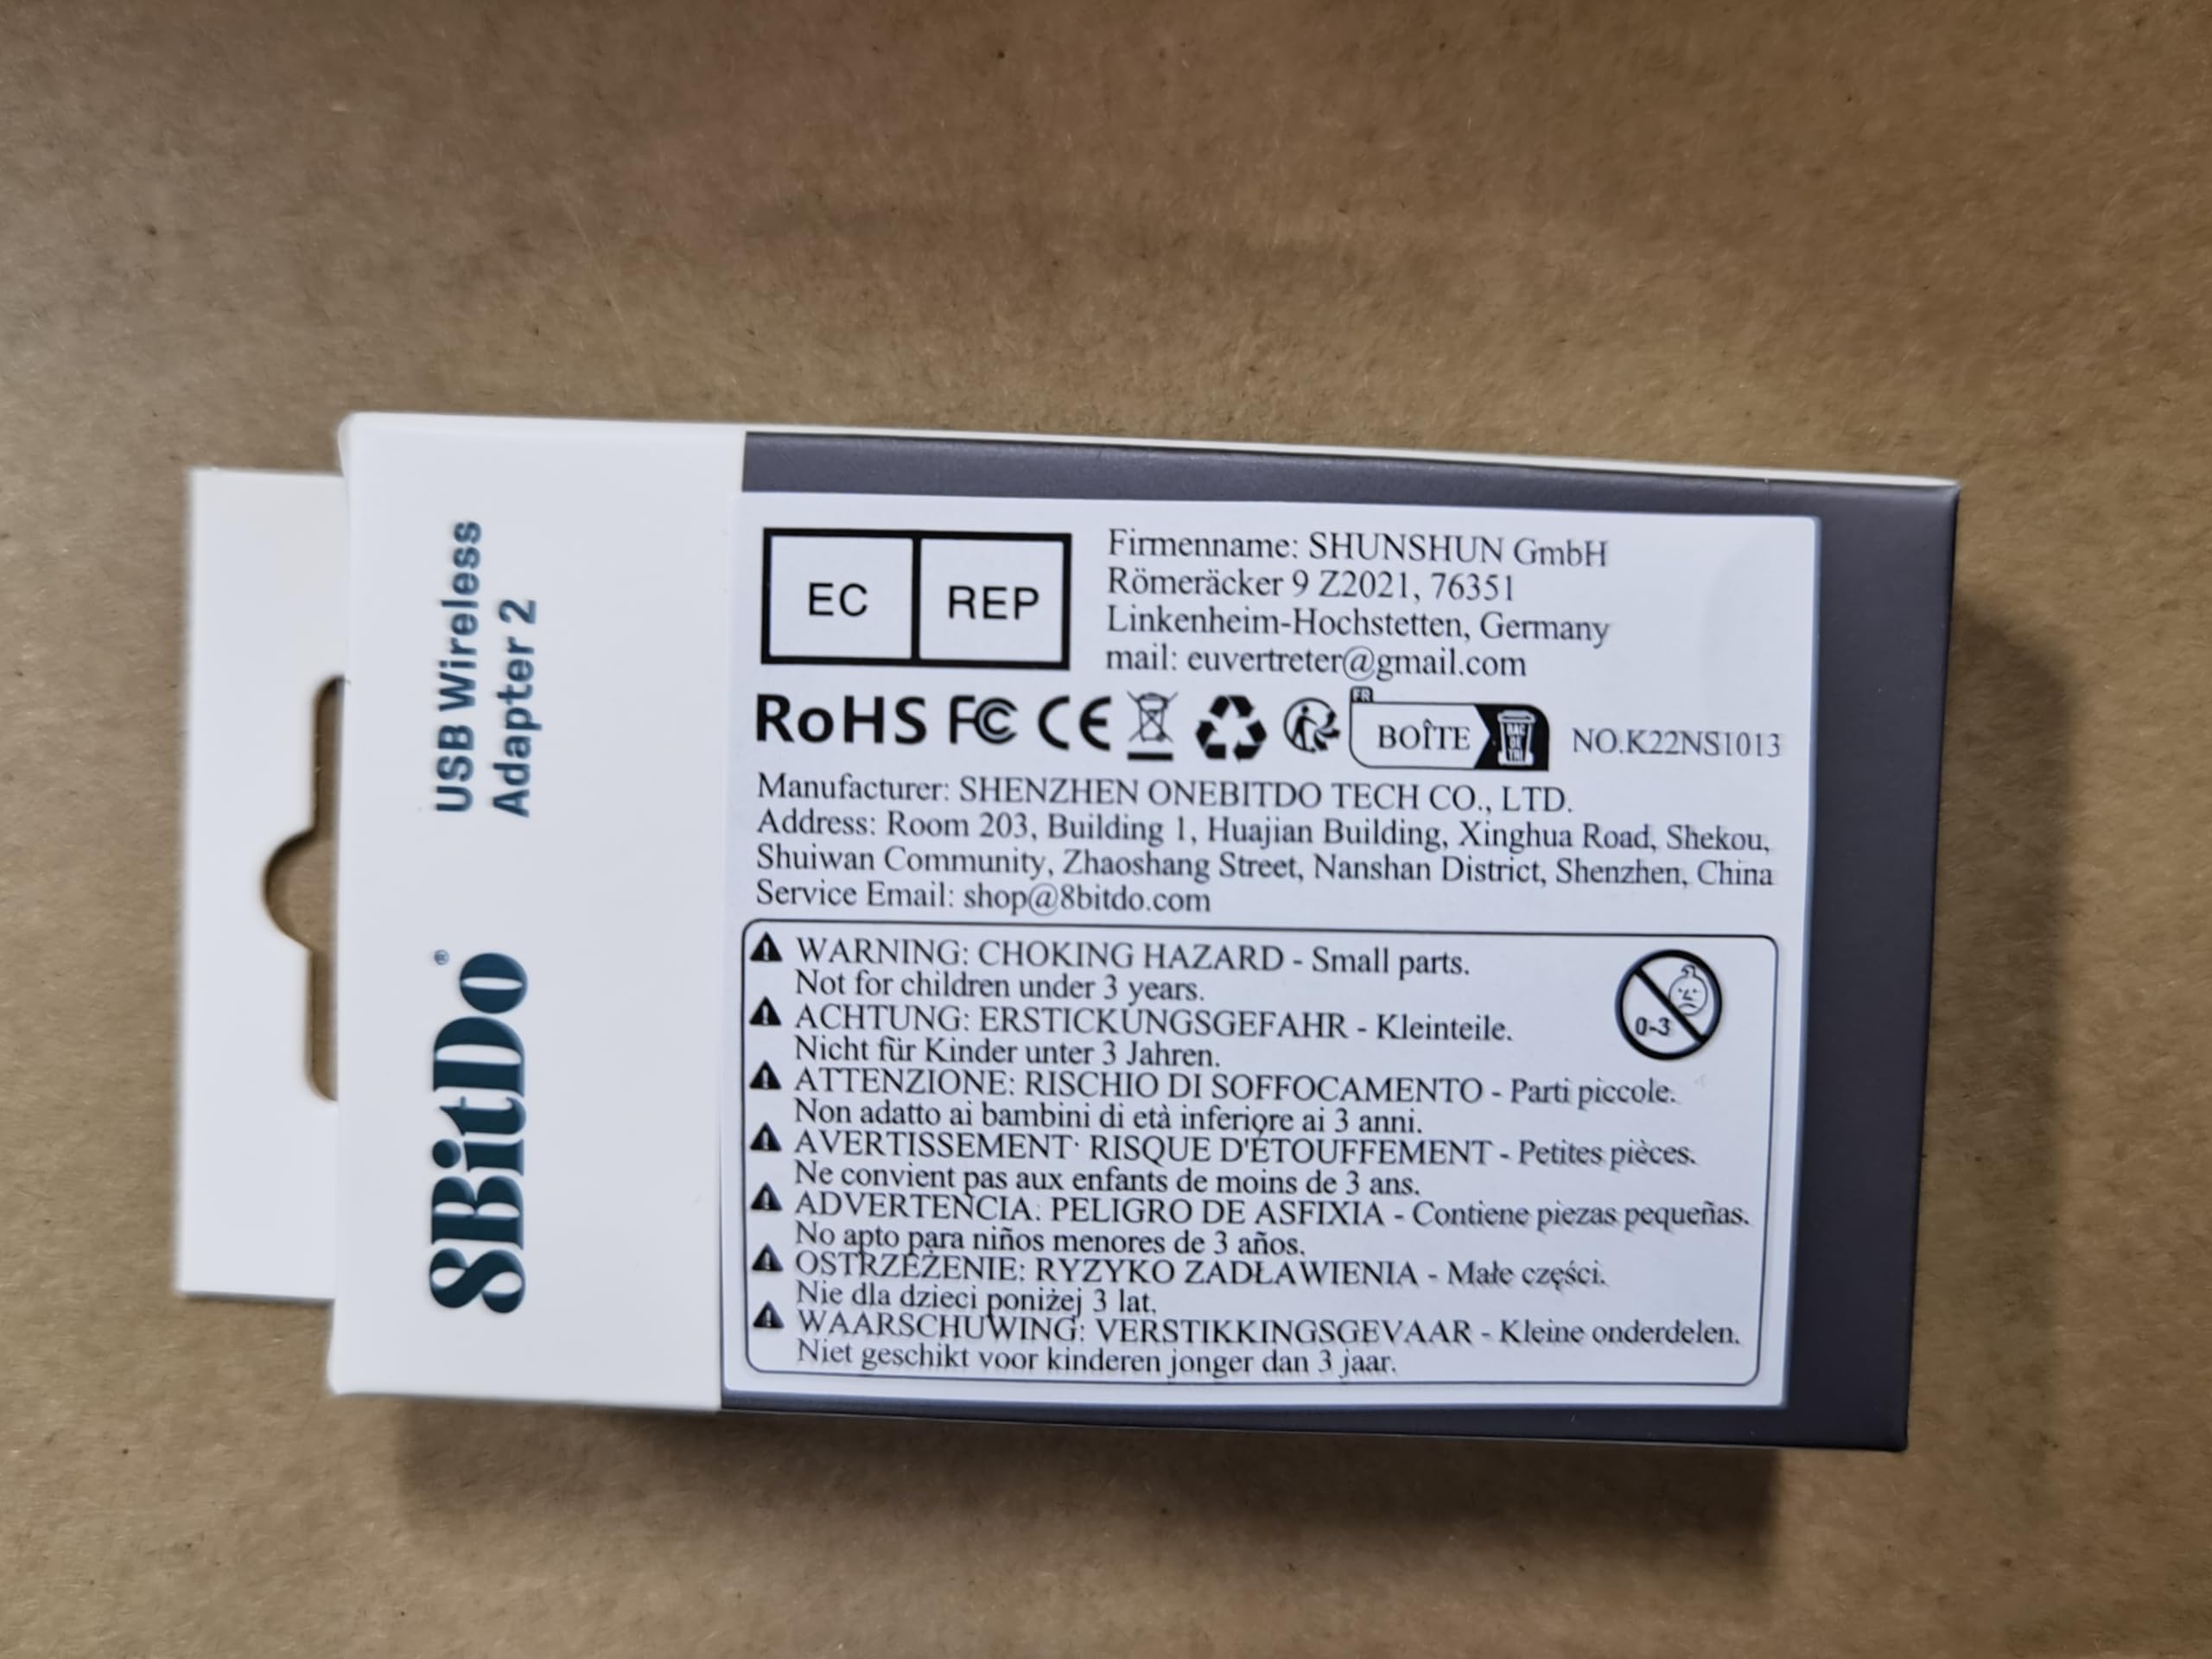 USB Wireless
Adapter 2
8BitDo®
EC REP
Firmenname: SHUNSHUN GmbH
Römeräcker 9 Z2021, 76351
Linkenheim-Hochstetten, Germany
mail: euvertreter@gmail.com
RoHS FC CE FR BOÎTE BAC DE TRI NO.K22NS1013
Manufacturer: SHENZHEN ONEBITDO TECH CO., LTD.
Address: Room 203, Building 1, Huajian Building, Xinghua Road, Shekou,
Shuiwan Community, Zhaoshang Street, Nanshan District, Shenzhen, China
Service Email: shop@8bitdo.com
WARNING: CHOKING HAZARD - Small parts.
Not for children under 3 years.
0-3
ACHTUNG: ERSTICKUNGSGEFAHR - Kleinteile.
Nicht für Kinder unter 3 Jahren.
ATTENZIONE: RISCHIO DI SOFFOCAMENTO - Parti piccole.
Non adatto ai bambini di età inferiore ai 3 anni.
AVERTISSEMENT: RISQUE D'ÉTOUFFEMENT - Petites pièces.
Ne convient pas aux enfants de moins de 3 ans.
ADVERTENCIA: PELIGRO DE ASFIXIA - Contiene piezas pequeñas.
No apto para niños menores de 3 años.
OSTRZEŻENIE: RYZYKO ZADŁAWIENIA - Małe części.
Nie dla dzieci poniżej 3 lat.
WAARSCHUWING: VERSTIKKINGSGEVAAR - Kleine onderdelen.
Niet geschikt voor kinderen jonger dan 3 jaar.